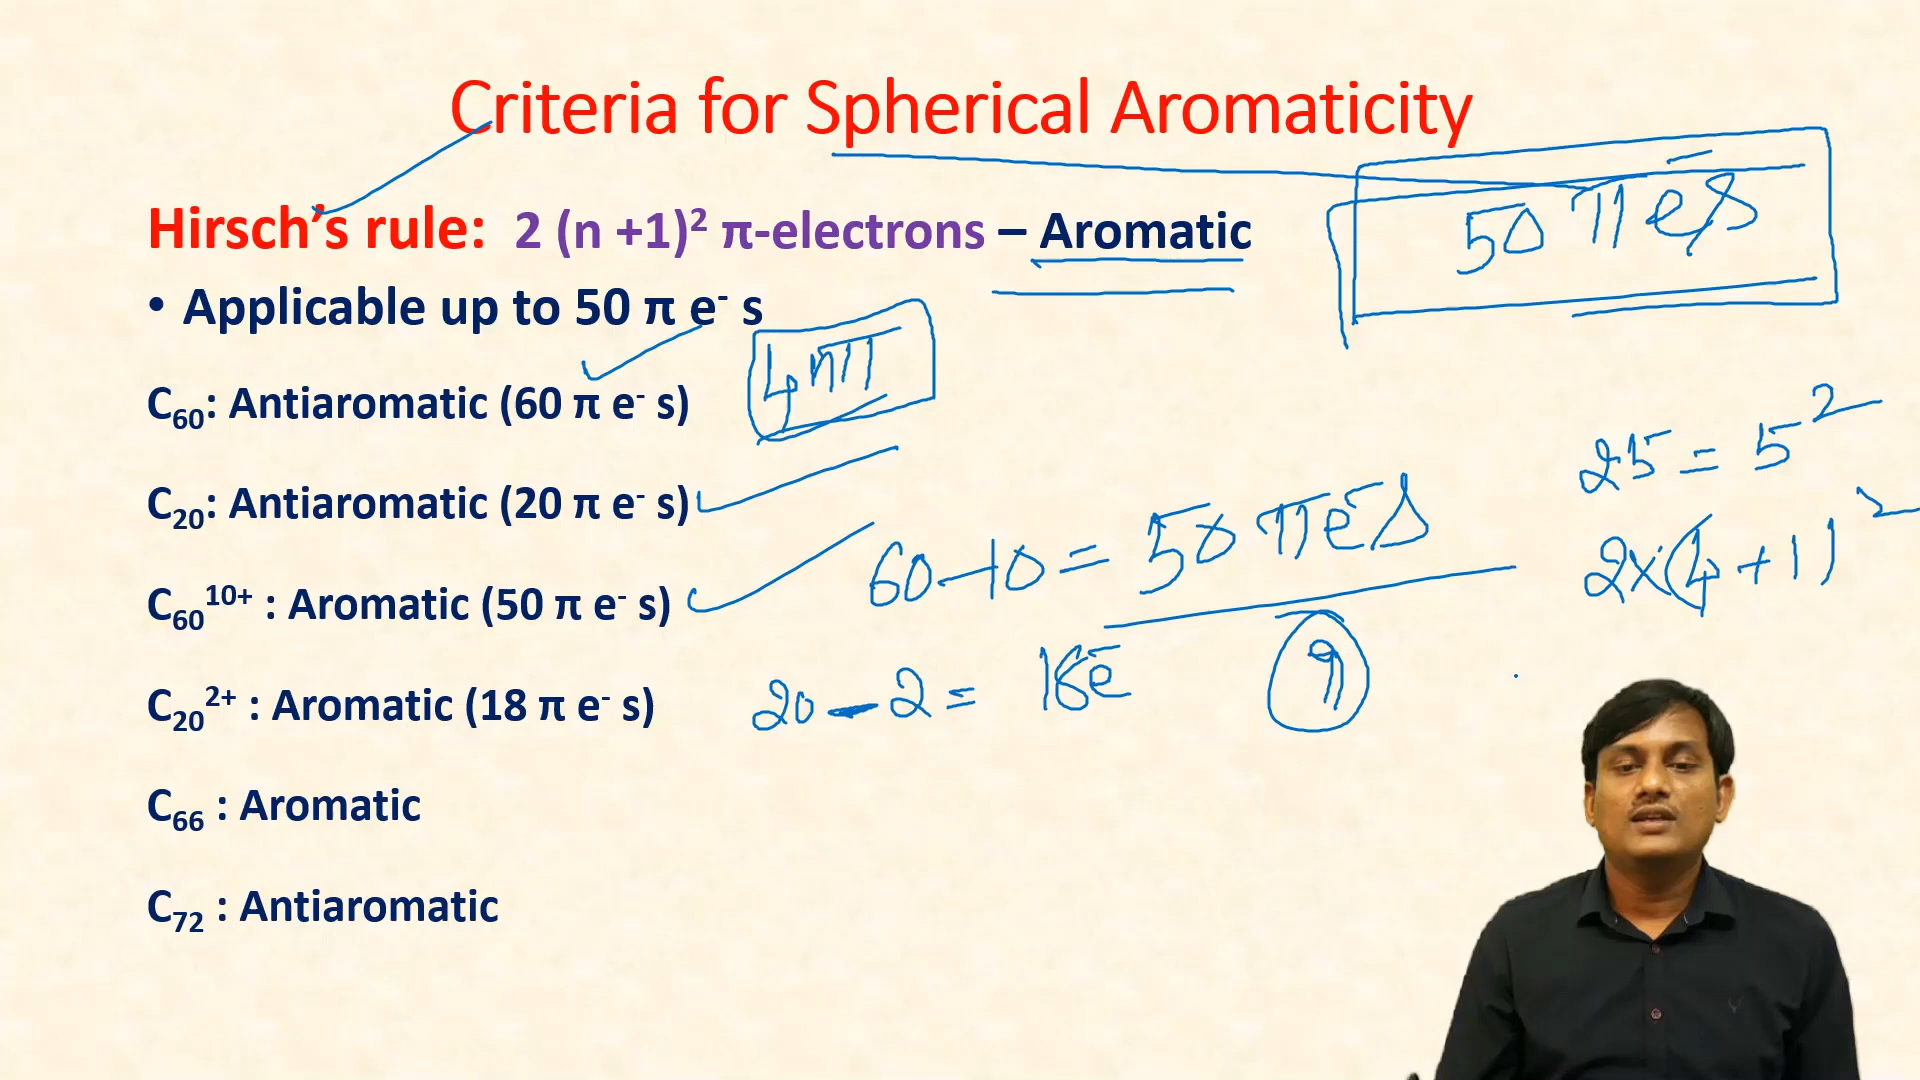 Criteria for Spherical Aromaticity
Hirsch's rule: 2 (n +1)² π-electrons – Aromatic
50 π e⁻s
• Applicable up to 50 π e⁻ s
4nπ
C₆₀: Antiaromatic (60 π e⁻ s)
25 = 5²
C₂₀: Antiaromatic (20 π e⁻ s)
60-10 = 50 π e⁻s
2x(4+1)²
C₆₀¹⁰⁺ : Aromatic (50 π e⁻ s)
20 - 2 = 18e⁻
9
C₂₀²⁺ : Aromatic (18 π e⁻ s)
C₆₆ : Aromatic
C₇₂ : Antiaromatic